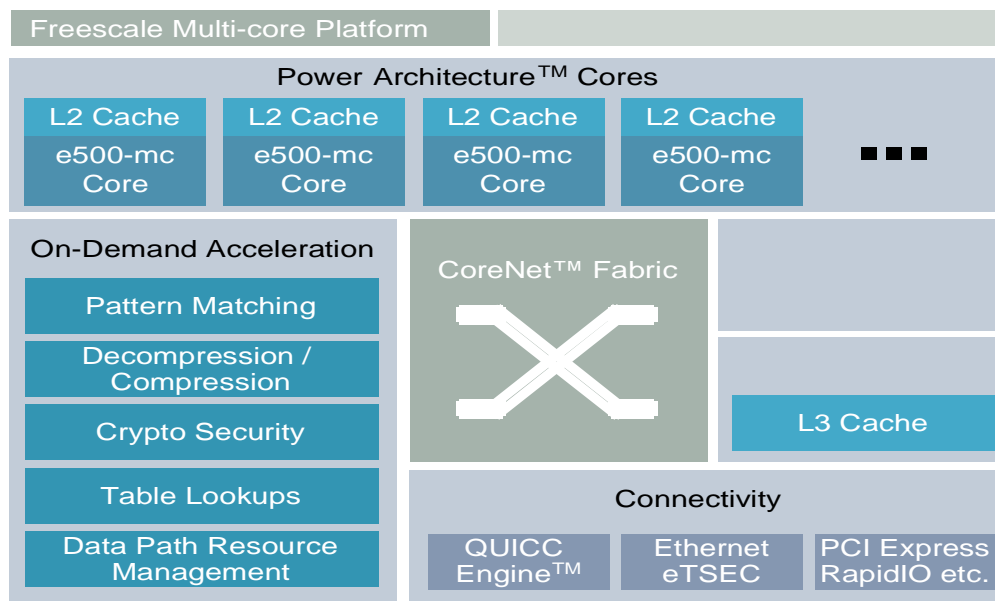 Freescale Multi-core Platform
Power Architecture™ Cores
L2 Cache
e500-mc
Core
L2 Cache
e500-mc
Core
L2 Cache
e500-mc
Core
L2 Cache
e500-mc
Core
On-Demand Acceleration
Pattern Matching
Decompression /
Compression
Crypto Security
Table Lookups
Data Path Resource
Management
CoreNet™ Fabric
L3 Cache
Connectivity
QUICC
Engine™
Ethernet
eTSEC
PCI Express
RapidIO etc.